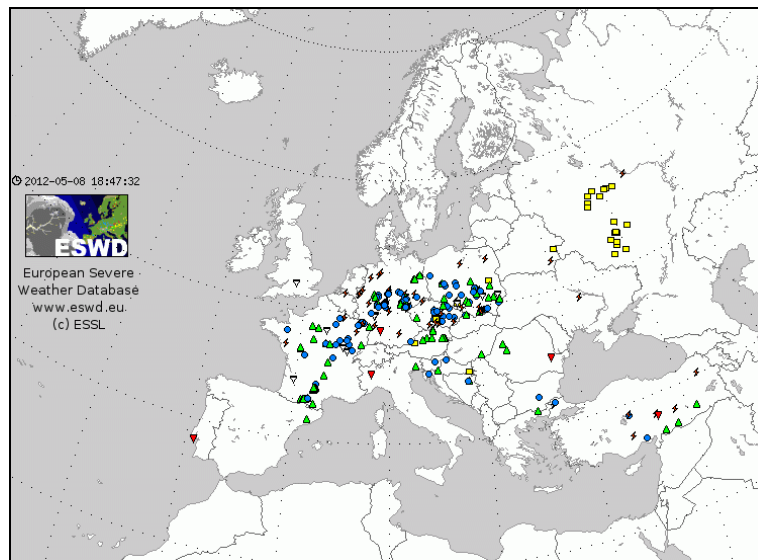 2012-05-08 18:47:32
ESWD
European Severe
Weather Database
www.eswd.eu
(c) ESSL